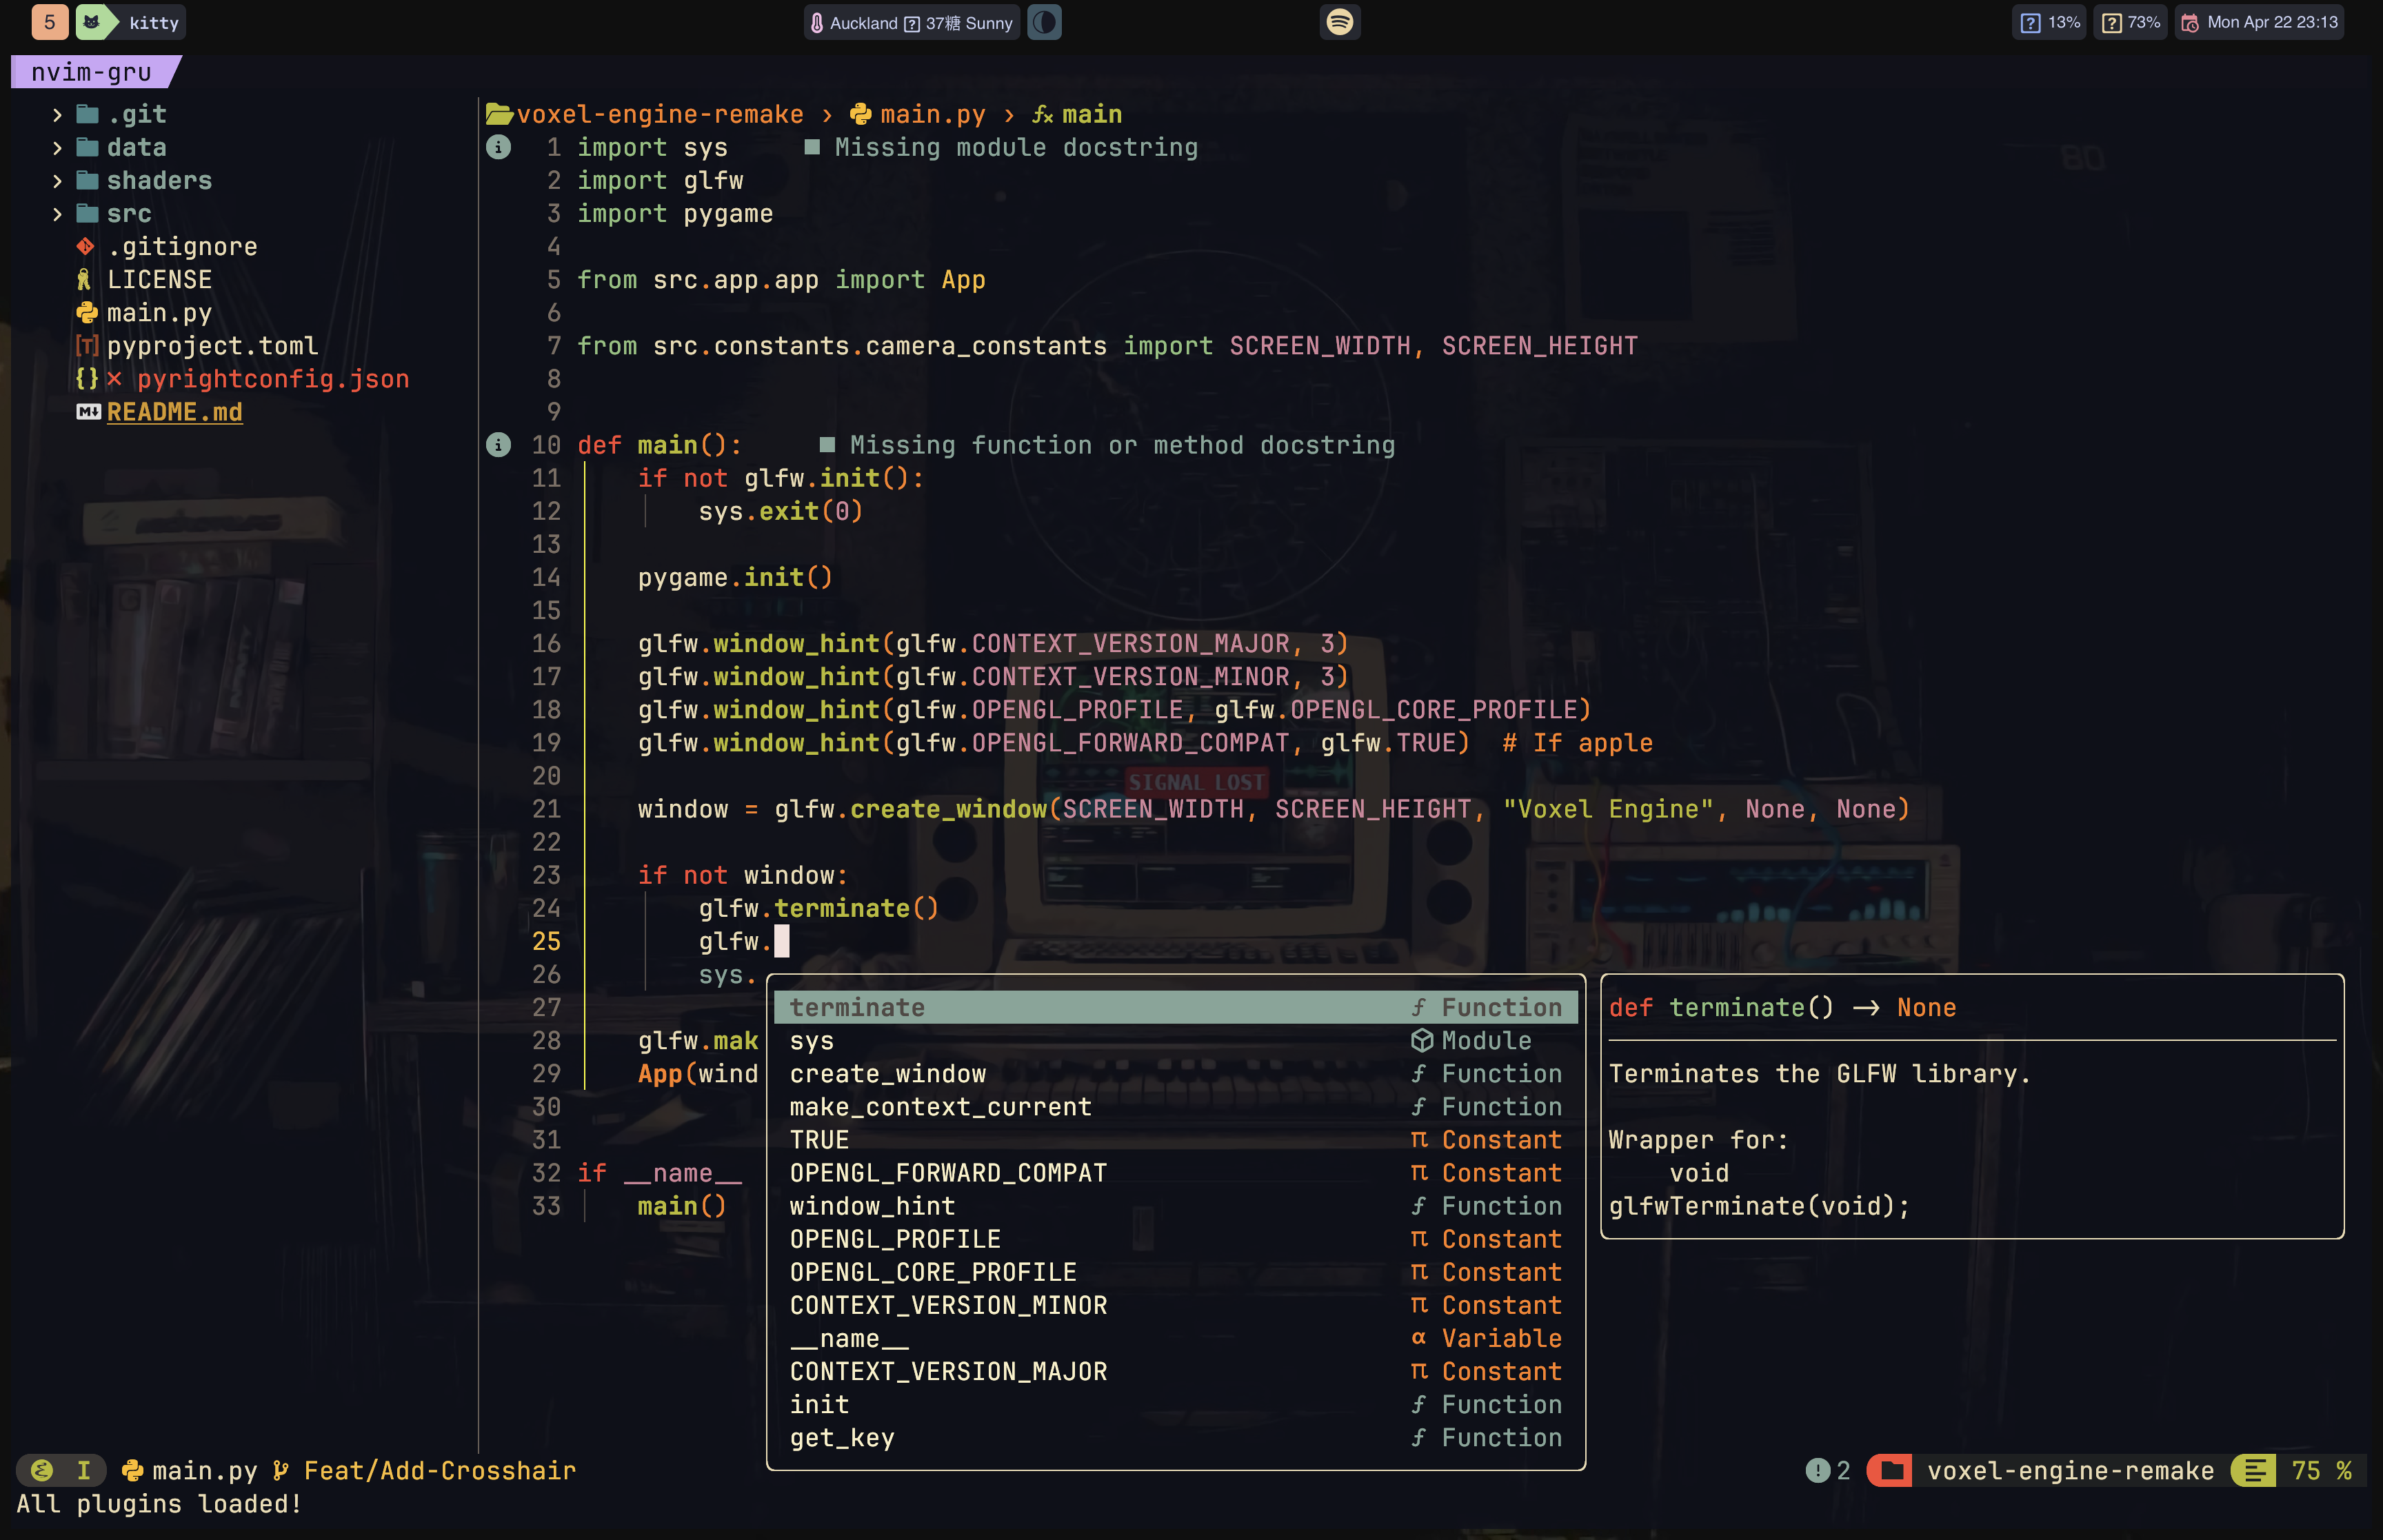 5 kitty Auckland 37糖 Sunny 13% 73% Mon Apr 22 23:13
nvim-gru
.git
data
shaders
src
.gitignore
LICENSE
main.py
pyproject.toml
{} × pyrightconfig.json
README.md
voxel-engine-remake › main.py › main
1 import sys ■ Missing module docstring
2 import glfw
3 import pygame
4
5 from src.app.app import App
6
7 from src.constants.camera_constants import SCREEN_WIDTH, SCREEN_HEIGHT
8
9
10 def main(): ■ Missing function or method docstring
11 if not glfw.init():
12 sys.exit(0)
13
14 pygame.init()
15
16 glfw.window_hint(glfw.CONTEXT_VERSION_MAJOR, 3)
17 glfw.window_hint(glfw.CONTEXT_VERSION_MINOR, 3)
18 glfw.window_hint(glfw.OPENGL_PROFILE, glfw.OPENGL_CORE_PROFILE)
19 glfw.window_hint(glfw.OPENGL_FORWARD_COMPAT, glfw.TRUE) # If apple
20
SIGNAL LOST
21 window = glfw.create_window(SCREEN_WIDTH, SCREEN_HEIGHT, "Voxel Engine", None, None)
22
23 if not window:
24 glfw.terminate()
25 glfw.
26 sys.
27
28 glfw.mak
29 App(wind
30
31
32 if __name__
33 main()
terminate Function
sys Module
create_window Function
make_context_current Function
TRUE Constant
OPENGL_FORWARD_COMPAT Constant
window_hint Function
OPENGL_PROFILE Constant
OPENGL_CORE_PROFILE Constant
CONTEXT_VERSION_MINOR Constant
__name__ Variable
CONTEXT_VERSION_MAJOR Constant
init Function
get_key Function
def terminate() → None
Terminates the GLFW library.
Wrapper for:
void
glfwTerminate(void);
I main.py Feat/Add-Crosshair 2 voxel-engine-remake 75 %
All plugins loaded!